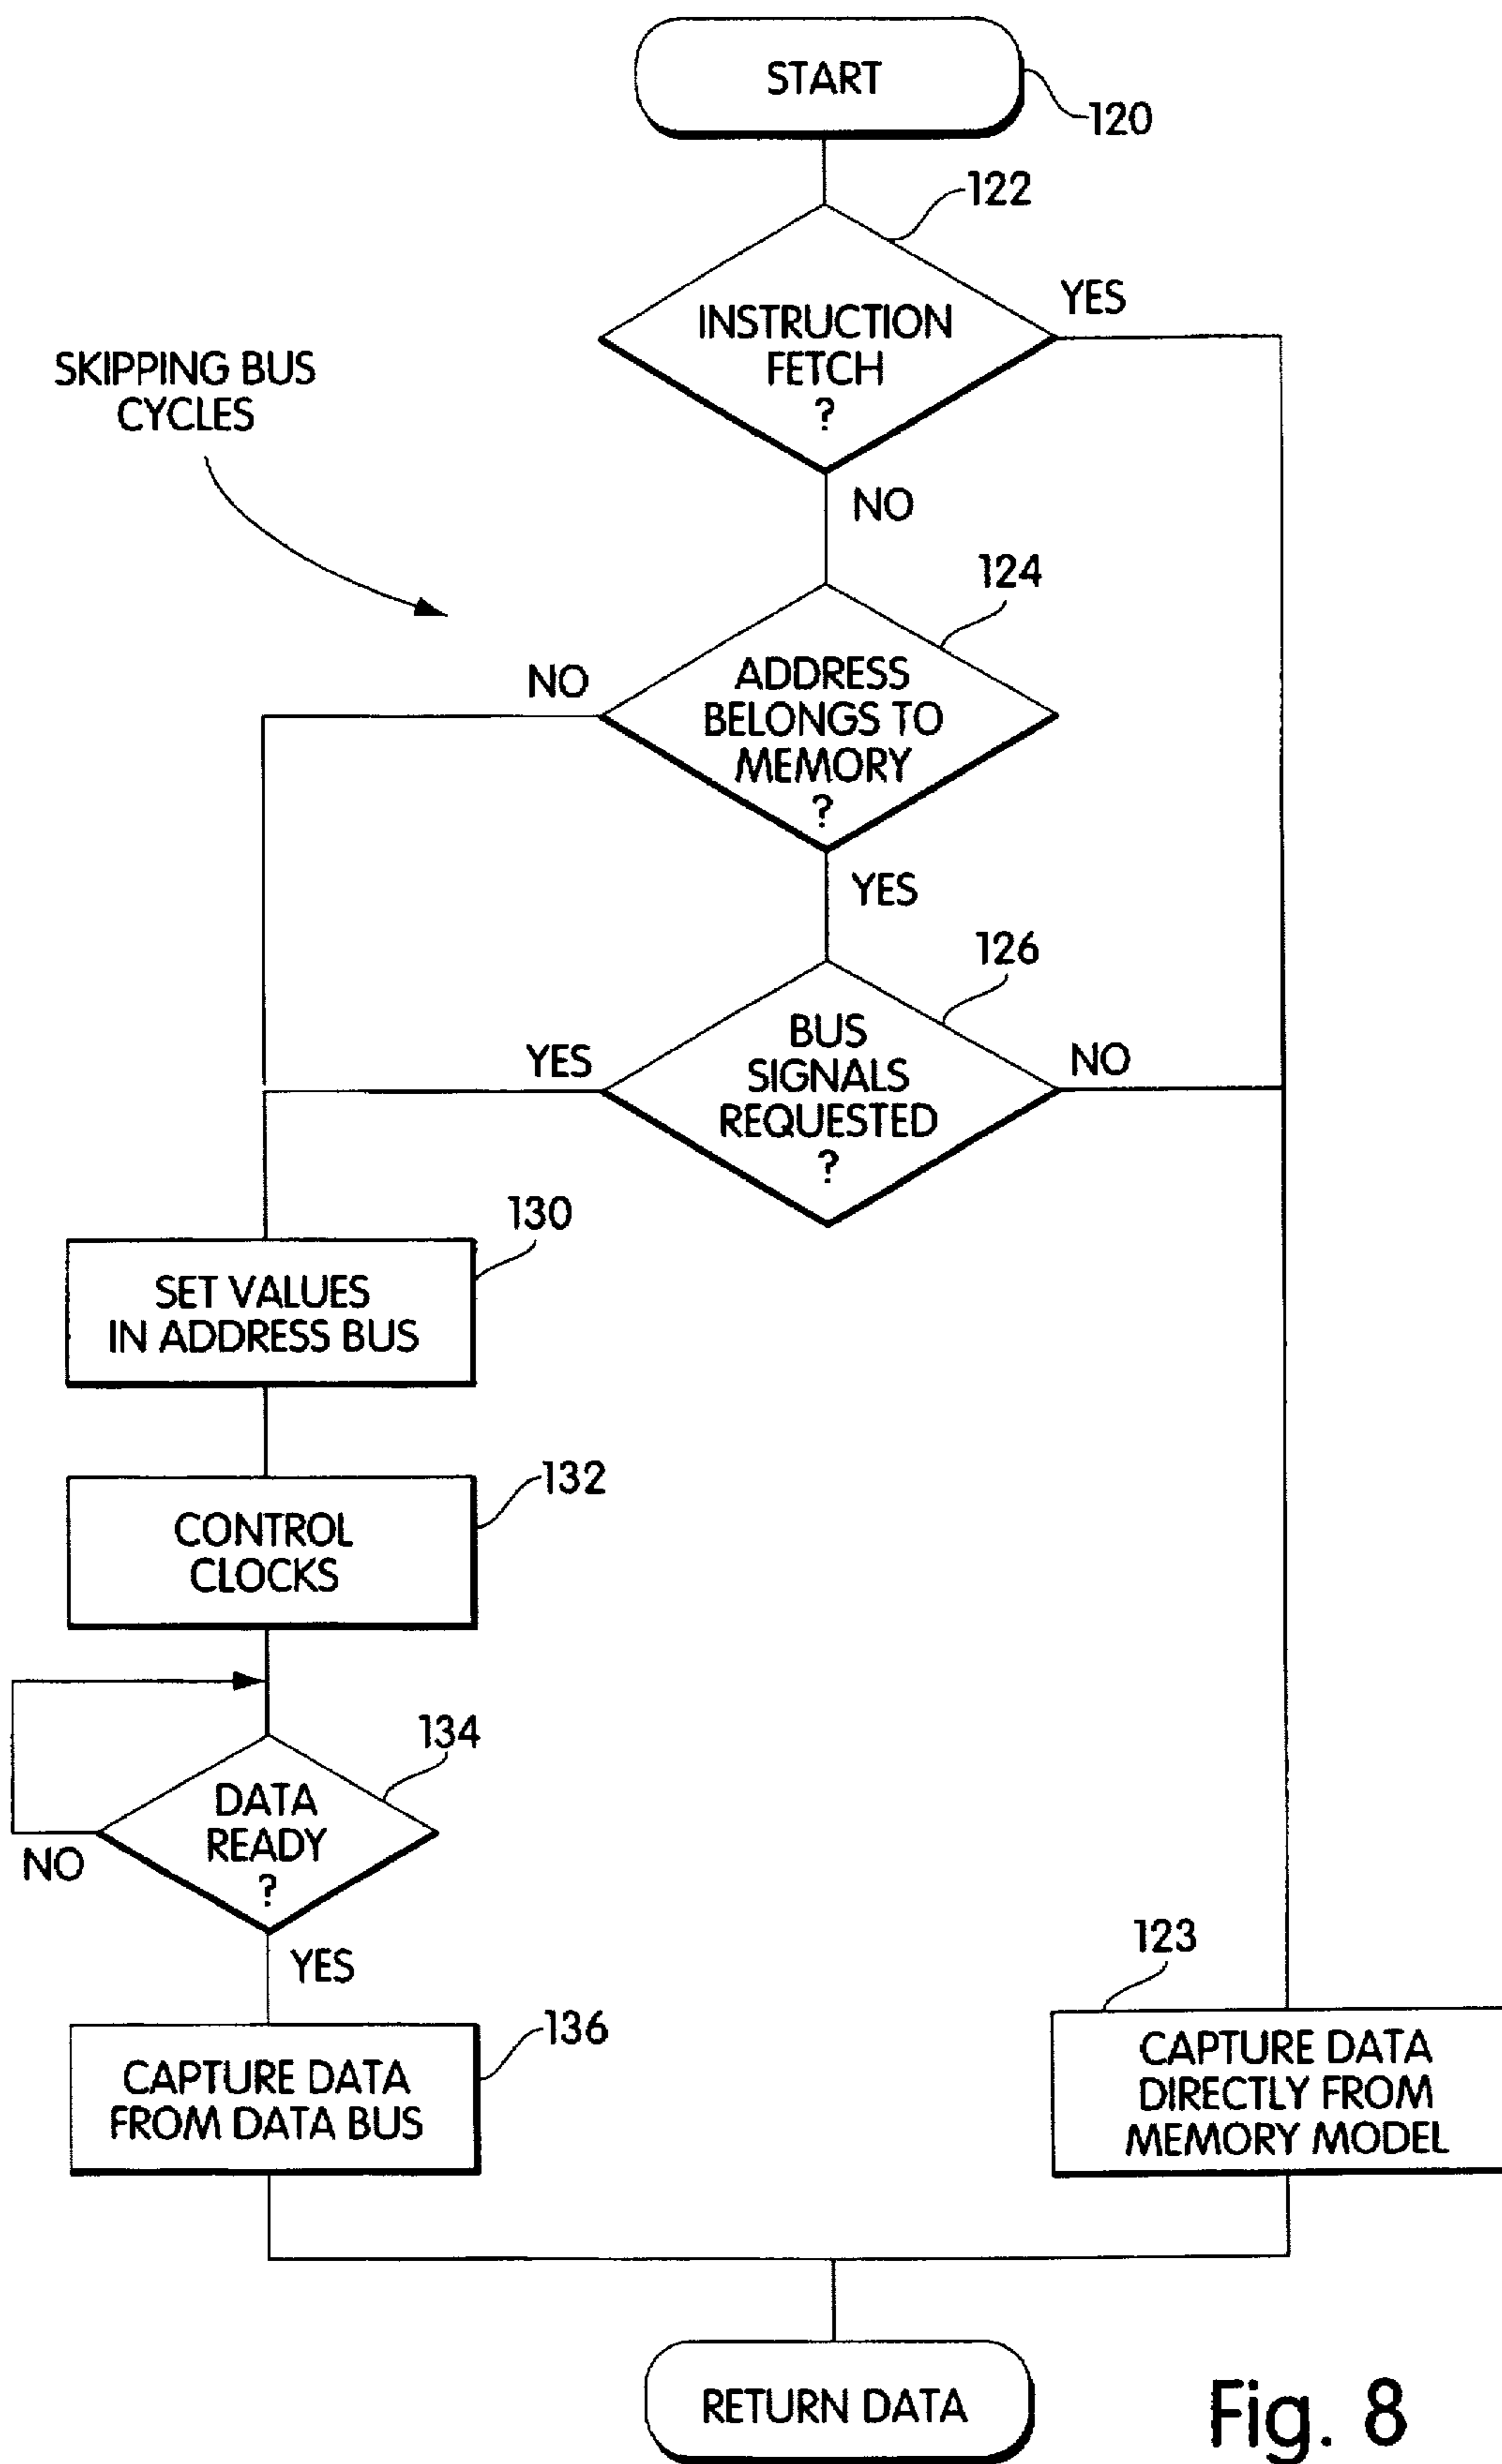 START
120
122
INSTRUCTION
FETCH
?
YES
NO
SKIPPING BUS
CYCLES
124
ADDRESS
BELONGS TO
MEMORY
?
NO
YES
126
BUS
SIGNALS
REQUESTED
?
YES
NO
130
SET VALUES
IN ADDRESS BUS
132
CONTROL
CLOCKS
134
DATA
READY
?
NO
YES
136
CAPTURE DATA
FROM DATA BUS
123
CAPTURE DATA
DIRECTLY FROM
MEMORY MODEL
RETURN DATA
Fig. 8